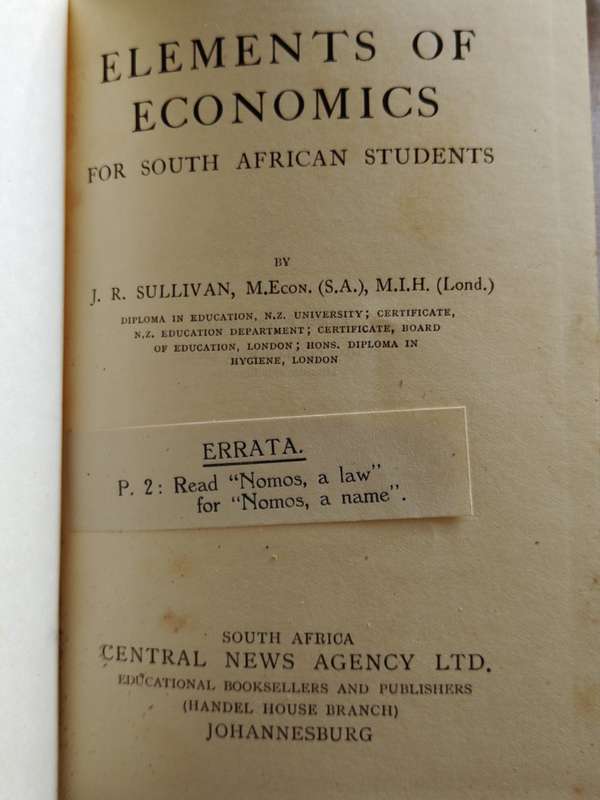 ELEMENTS OF
ECONOMICS
FOR SOUTH AFRICAN STUDENTS
BY
J. R. SULLIVAN, M.Econ. (S.A.), M.I.H. (Lond.)
DIPLOMA IN EDUCATION, N.Z. UNIVERSITY; CERTIFICATE,
N.Z. EDUCATION DEPARTMENT; CERTIFICATE, BOARD
OF EDUCATION, LONDON; HONS. DIPLOMA IN
HYGIENE, LONDON
ERRATA.
P. 2: Read "Nomos, a law"
for "Nomos, a name".
SOUTH AFRICA
CENTRAL NEWS AGENCY LTD.
EDUCATIONAL BOOKSELLERS AND PUBLISHERS
(HANDEL HOUSE BRANCH)
JOHANNESBURG